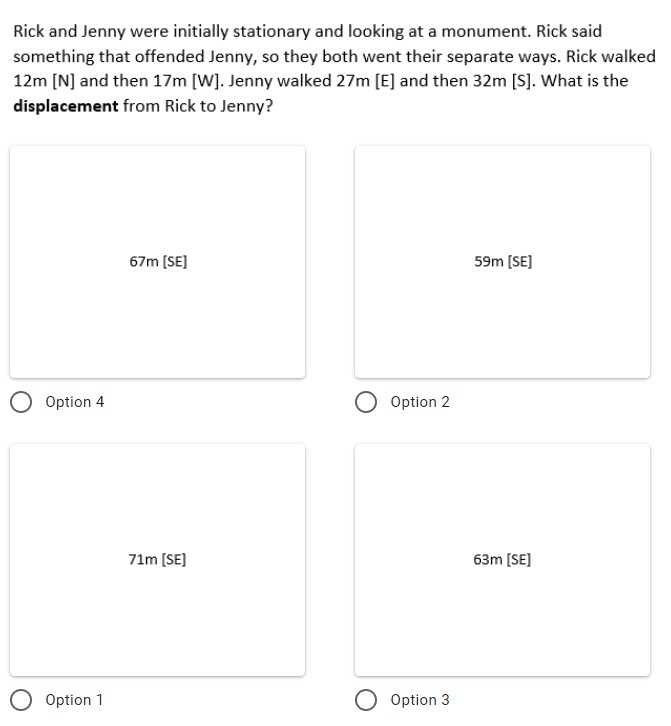 Rick and Jenny were initially stationary and looking at a monument. Rick said
something that offended Jenny, so they both went their separate ways. Rick walked
12m [N] and then 17m [W]. Jenny walked 27m [E] and then 32m [S]. What is the
displacement from Rick to Jenny?
67m [SE]
59m [SE]
Option 4
Option 2
71m [SE]
63m [SE]
Option 1
Option 3